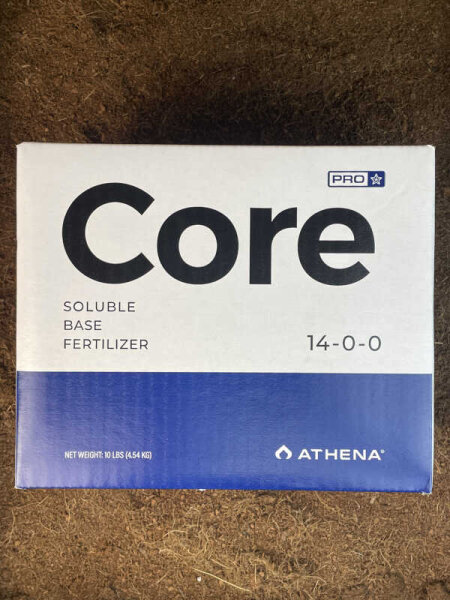 PRO
Core
SOLUBLE
BASE
FERTILIZER
14-0-0
NET WEIGHT: 10 LBS (4.54 KG)
ATHENA®